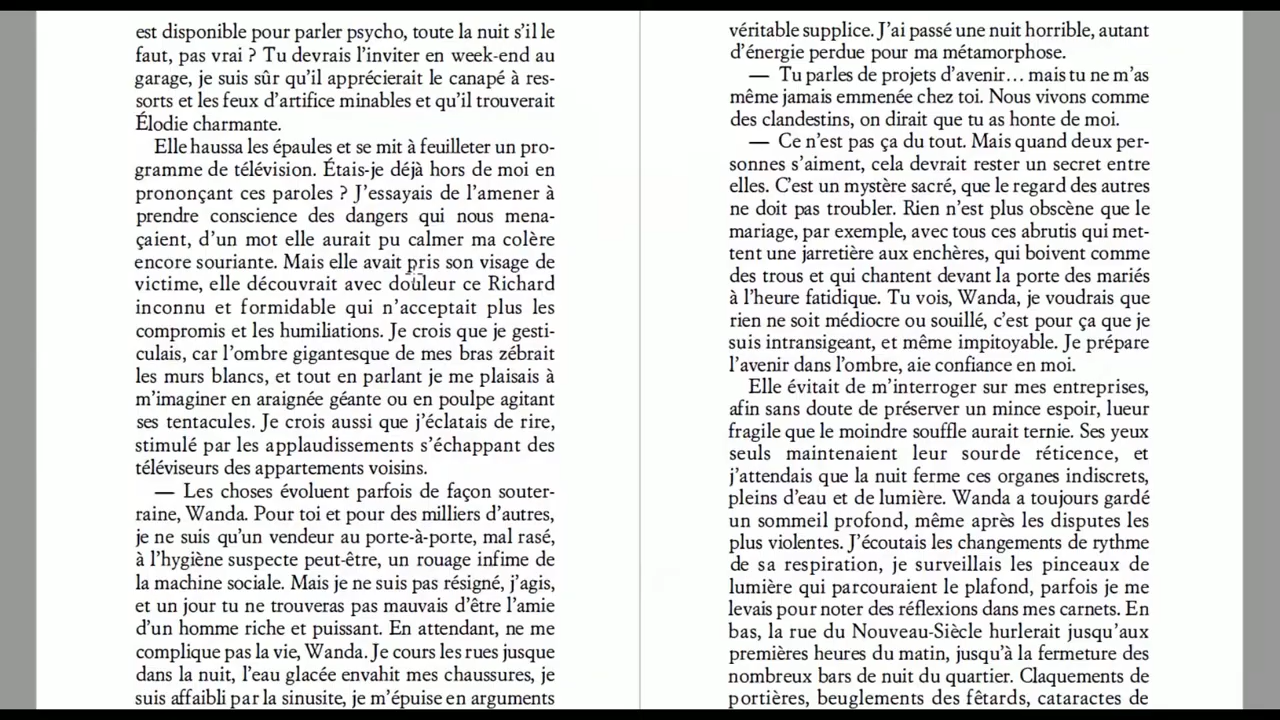 est disponible pour parler psycho, toute la nuit s'il le
faut, pas vrai ? Tu devrais l'inviter en week-end au
garage, je suis sûr qu'il apprécierait le canapé à res-
sorts et les feux d'artifice minables et qu'il trouverait
Élodie charmante.
Elle haussa les épaules et se mit à feuilleter un pro-
gramme de télévision. Étais-je déjà hors de moi en
prononçant ces paroles ? J'essayais de l'amener à
prendre conscience des dangers qui nous mena-
çaient, d'un mot elle aurait pu calmer ma colère
encore souriante. Mais elle avait pris son visage de
victime, elle découvrait avec douleur ce Richard
inconnu et formidable qui n'acceptait plus les
compromis et les humiliations. Je crois que je gesti-
culais, car l'ombre gigantesque de mes bras zébrait
les murs blancs, et tout en parlant je me plaisais à
m'imaginer en araignée géante ou en poulpe agitant
ses tentacules. Je crois aussi que j'éclatais de rire,
stimulé par les applaudissements s'échappant des
téléviseurs des appartements voisins.
— Les choses évoluent parfois de façon souter-
raine, Wanda. Pour toi et pour des milliers d'autres,
je ne suis qu'un vendeur au porte-à-porte, mal rasé,
à l'hygiène suspecte peut-être, un rouage infime de
la machine sociale. Mais je ne suis pas résigné, j'agis,
et un jour tu ne trouveras pas mauvais d'être l'amie
d'un homme riche et puissant. En attendant, ne me
complique pas la vie, Wanda. Je cours les rues jusque
dans la nuit, l'eau glacée envahit mes chaussures, je
suis affaibli par la sinusite, je m'épuise en arguments
véritable supplice. J'ai passé une nuit horrible, autant
d'énergie perdue pour ma métamorphose.
— Tu parles de projets d'avenir… mais tu ne m'as
même jamais emmenée chez toi. Nous vivons comme
des clandestins, on dirait que tu as honte de moi.
— Ce n'est pas ça du tout. Mais quand deux per-
sonnes s'aiment, cela devrait rester un secret entre
elles. C'est un mystère sacré, que le regard des autres
ne doit pas troubler. Rien n'est plus obscène que le
mariage, par exemple, avec tous ces abrutis qui met-
tent une jarretière aux enchères, qui boivent comme
des trous et qui chantent devant la porte des mariés
à l'heure fatidique. Tu vois, Wanda, je voudrais que
rien ne soit médiocre ou souillé, c'est pour ça que je
suis intransigeant, et même impitoyable. Je prépare
l'avenir dans l'ombre, aie confiance en moi.
Elle évitait de m'interroger sur mes entreprises,
afin sans doute de préserver un mince espoir, lueur
fragile que le moindre souffle aurait ternie. Ses yeux
seuls maintenaient leur sourde réticence, et
j'attendais que la nuit ferme ces organes indiscrets,
pleins d'eau et de lumière. Wanda a toujours gardé
un sommeil profond, même après les disputes les
plus violentes. J'écoutais les changements de rythme
de sa respiration, je surveillais les pinceaux de
lumière qui parcouraient le plafond, parfois je me
levais pour noter des réflexions dans mes carnets. En
bas, la rue du Nouveau-Siècle hurlerait jusqu'aux
premières heures du matin, jusqu'à la fermeture des
nombreux bars de nuit du quartier. Claquements de
portières, beuglements des fêtards, cataractes de